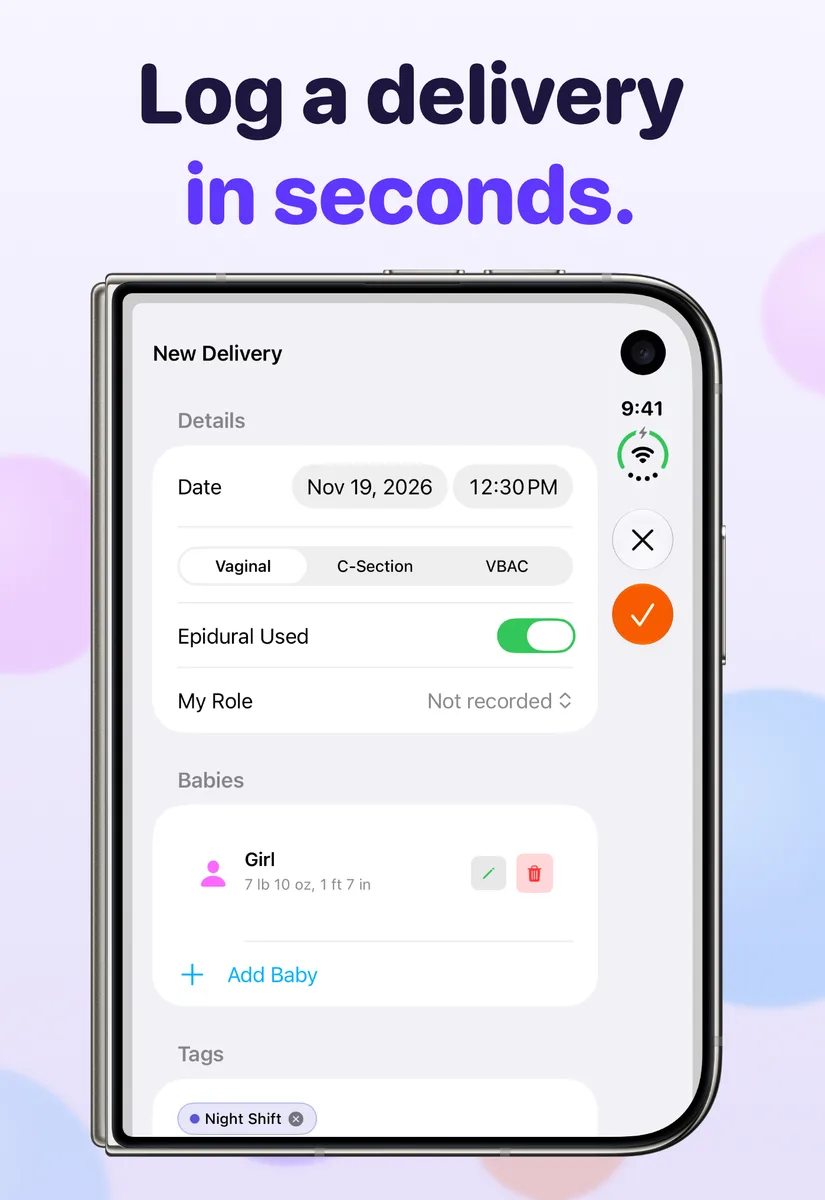 Log a delivery
in seconds.
New Delivery
9:41
Details
Date
Nov 19, 2026
12:30 PM
Vaginal
C-Section
VBAC
Epidural Used
My Role
Not recorded
Babies
Girl
7 lb 10 oz, 1 ft 7 in
Add Baby
Tags
Night Shift